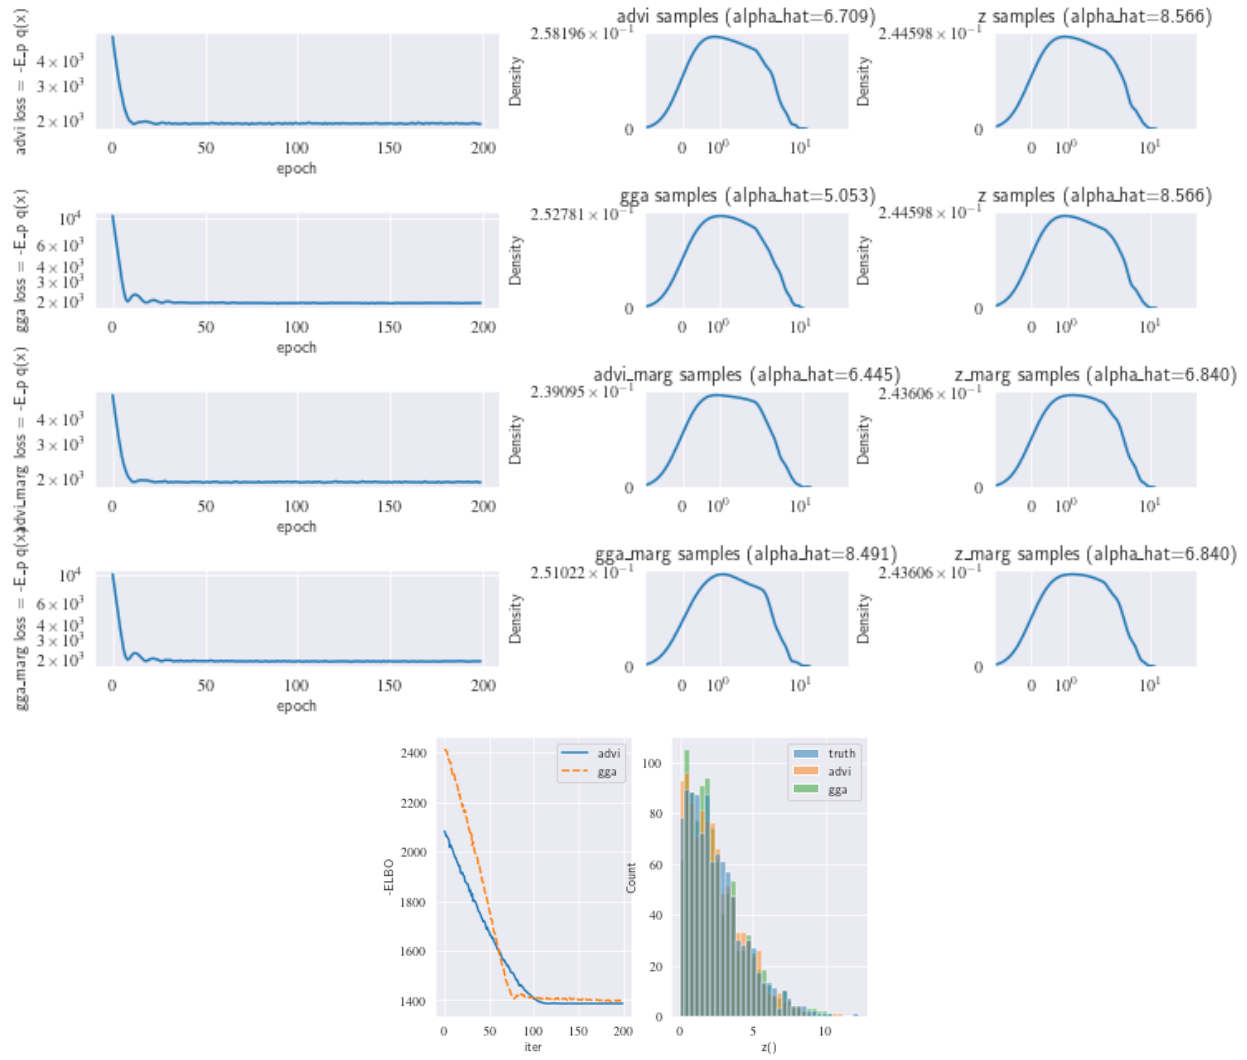 advi loss = -E_p q(x)
4 × 10³
3 × 10³
2 × 10³
0 50 100 150 200
epoch
advi samples (alpha_hat=6.709)
2.58196 × 10⁻¹
Density
0
0 10⁰ 10¹
z samples (alpha_hat=8.566)
2.44598 × 10⁻¹
Density
0 10⁰ 10¹
gga loss = -E_p q(x)
10⁴
6 × 10³
4 × 10³
3 × 10³
2 × 10³
0 50 100 150 200
epoch
gga samples (alpha_hat=5.053)
2.52781 × 10⁻¹
Density
0
0 10⁰ 10¹
z samples (alpha_hat=8.566)
2.44598 × 10⁻¹
Density
0
0 10⁰ 10¹
advi_marg loss = -E_p q(x)
4 × 10³
3 × 10³
2 × 10³
0 50 100 150 200
epoch
advi_marg samples (alpha_hat=6.445)
2.39095 × 10⁻¹
Density
0
0 10⁰ 10¹
z_marg samples (alpha_hat=6.840)
2.43606 × 10⁻¹
Density
0
0 10⁰ 10¹
gga_marg loss = -E_p q(x)
10⁴
6 × 10³
4 × 10³
3 × 10³
2 × 10³
0 50 100 150 200
epoch
gga_marg samples (alpha_hat=8.491)
2.51022 × 10⁻¹
Density
0
0 10⁰ 10¹
z_marg samples (alpha_hat=6.840)
2.43606 × 10⁻¹
Density
0
0 10⁰ 10¹
-ELBO
2400
2200
2000
1800
1600
1400
0 50 100 150 200
iter
advi
gga
Count
100
80
60
40
20
0
0 5 10
z()
truth
advi
gga